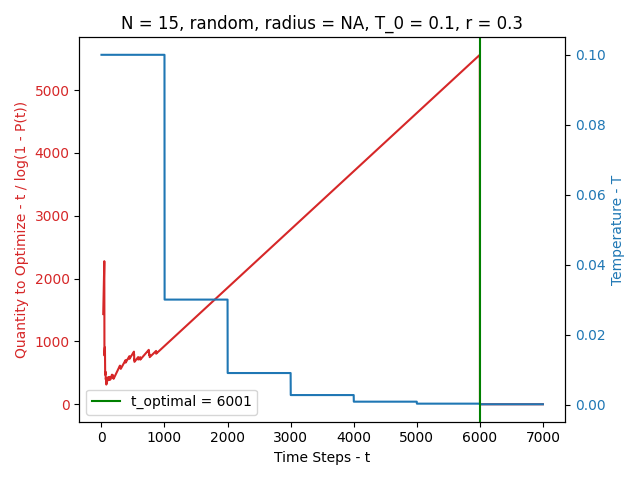 N = 15, random, radius = NA, T_0 = 0.1, r = 0.3
Quantity to Optimize - t / log(1 - P(t))
5000
4000
3000
2000
1000
0
0.10
0.08
0.06
0.04
0.02
0.00
Temperature - T
t_optimal = 6001
0 1000 2000 3000 4000 5000 6000 7000
Time Steps - t